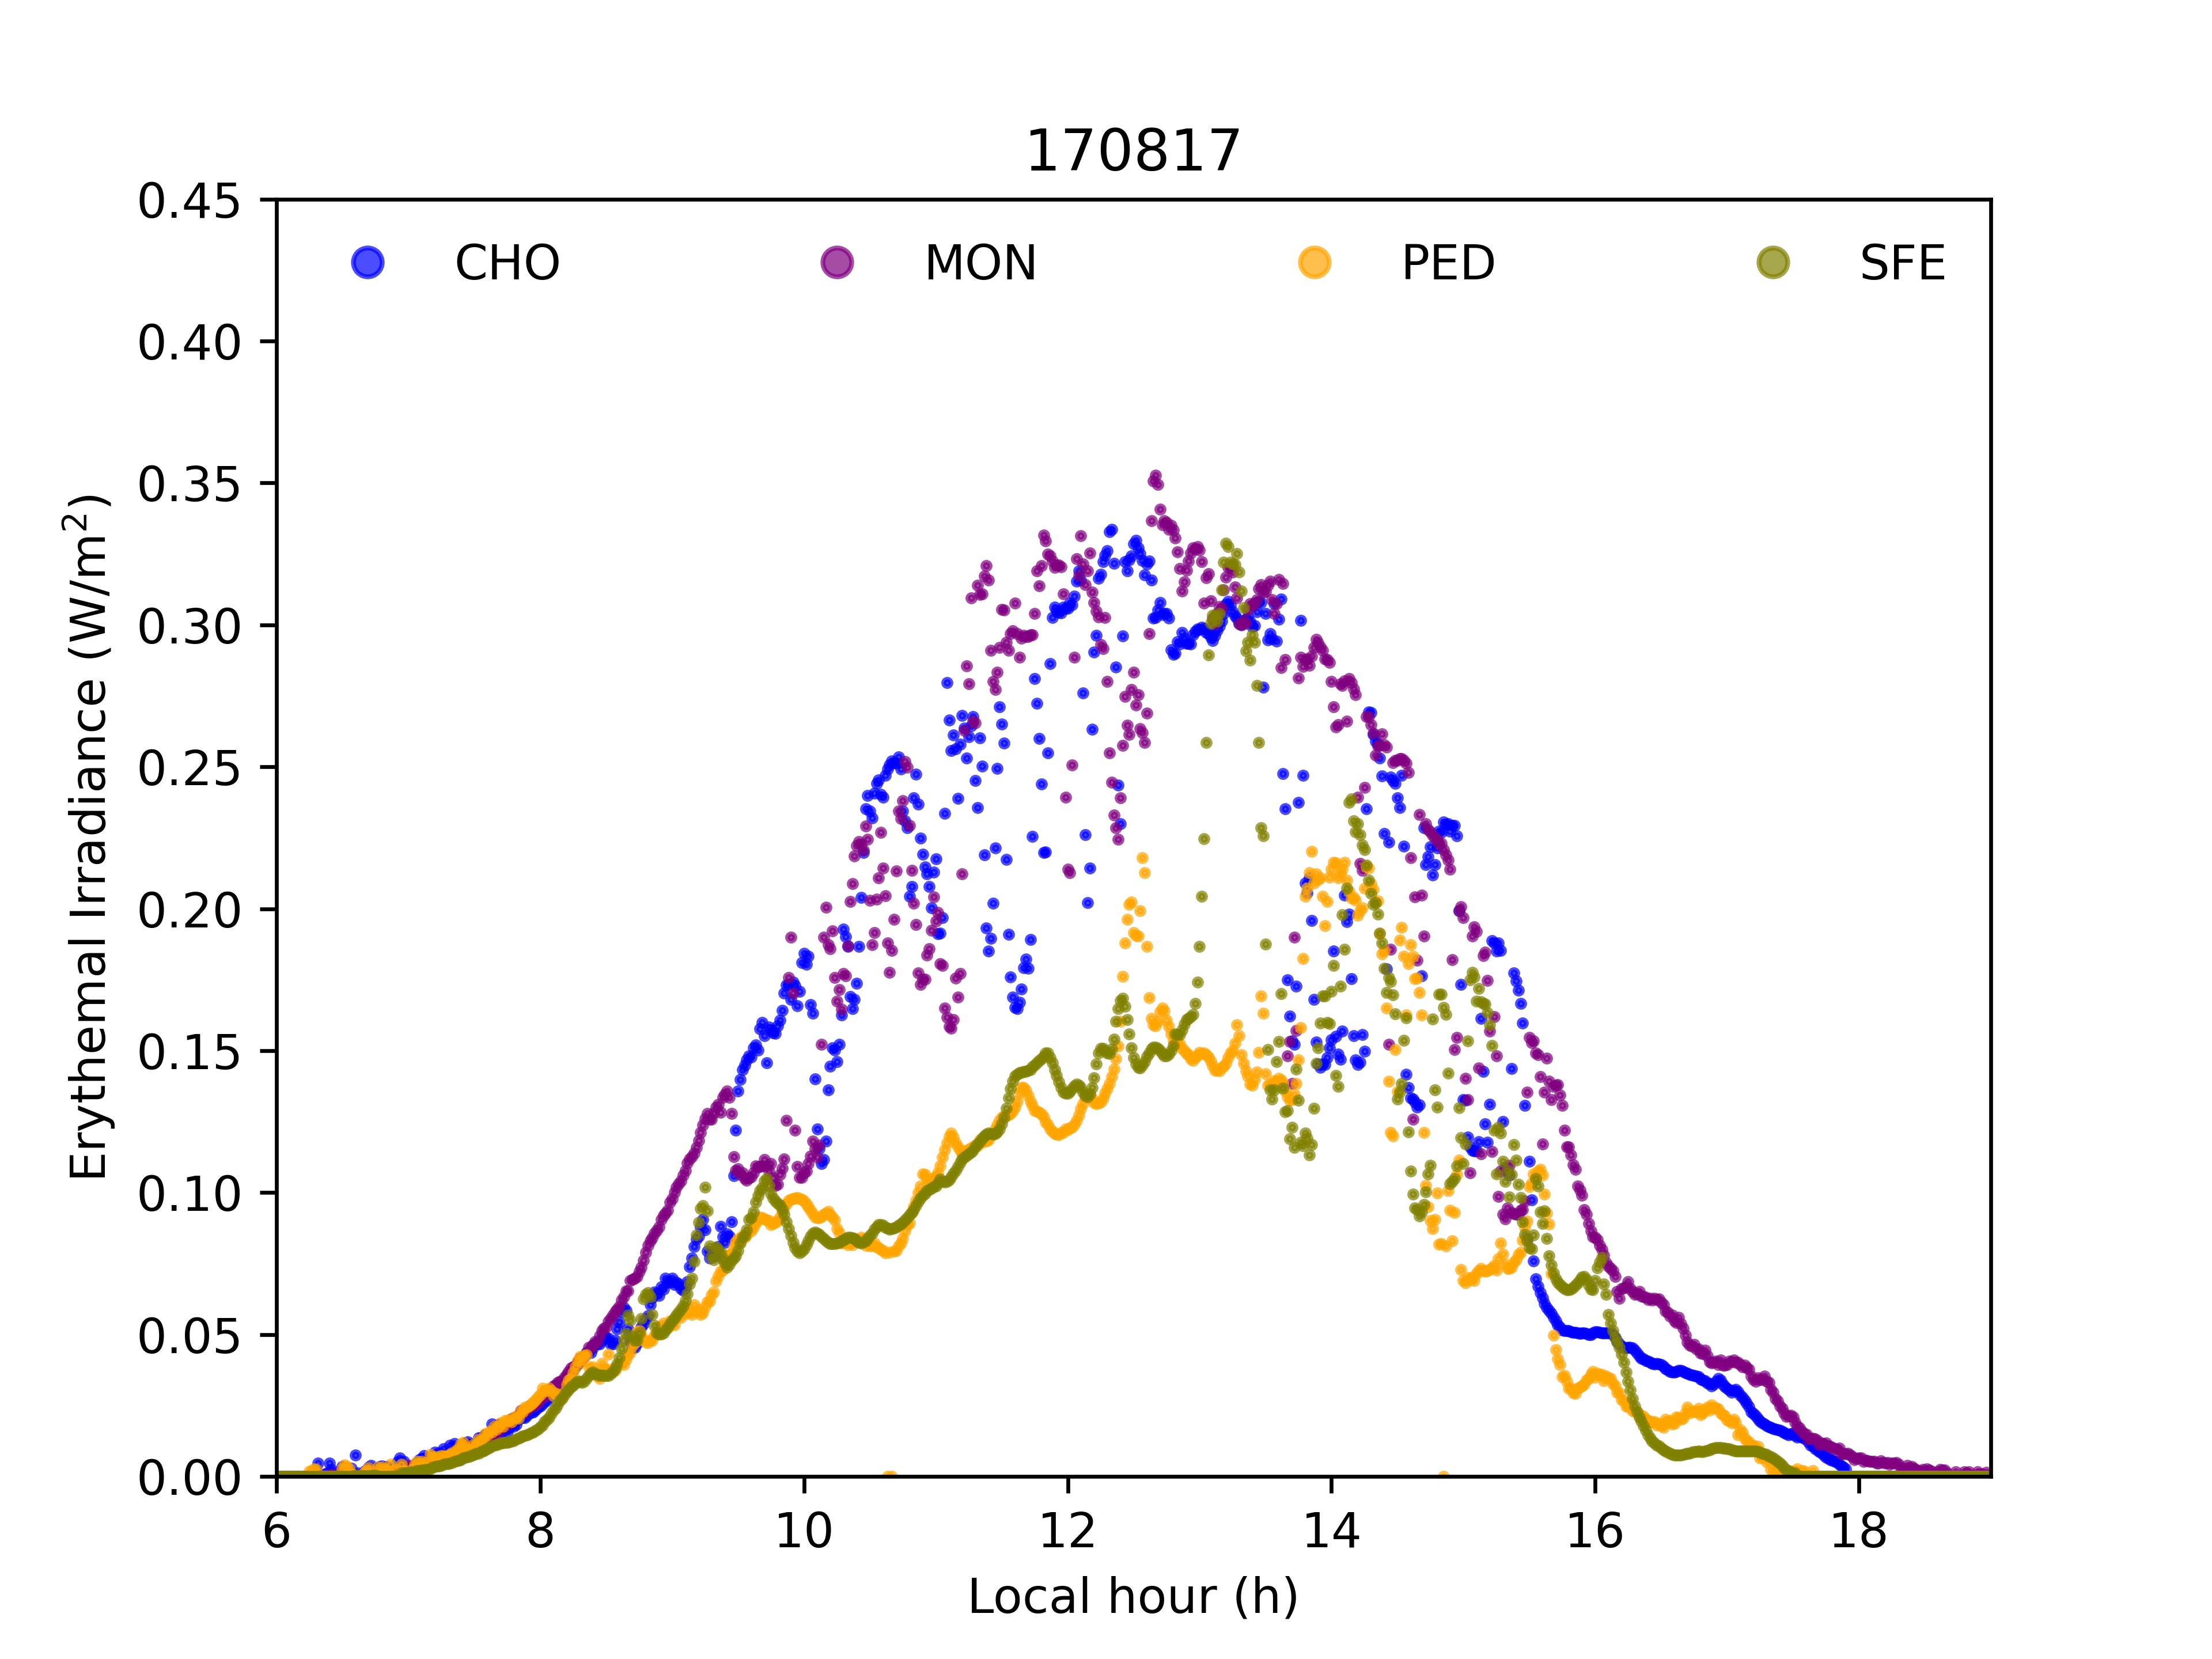 170817
CHO MON PED SFE
Erythemal Irradiance (W/m²)
0.45
0.40
0.35
0.30
0.25
0.20
0.15
0.10
0.05
0.00
6 8 10 12 14 16 18
Local hour (h)